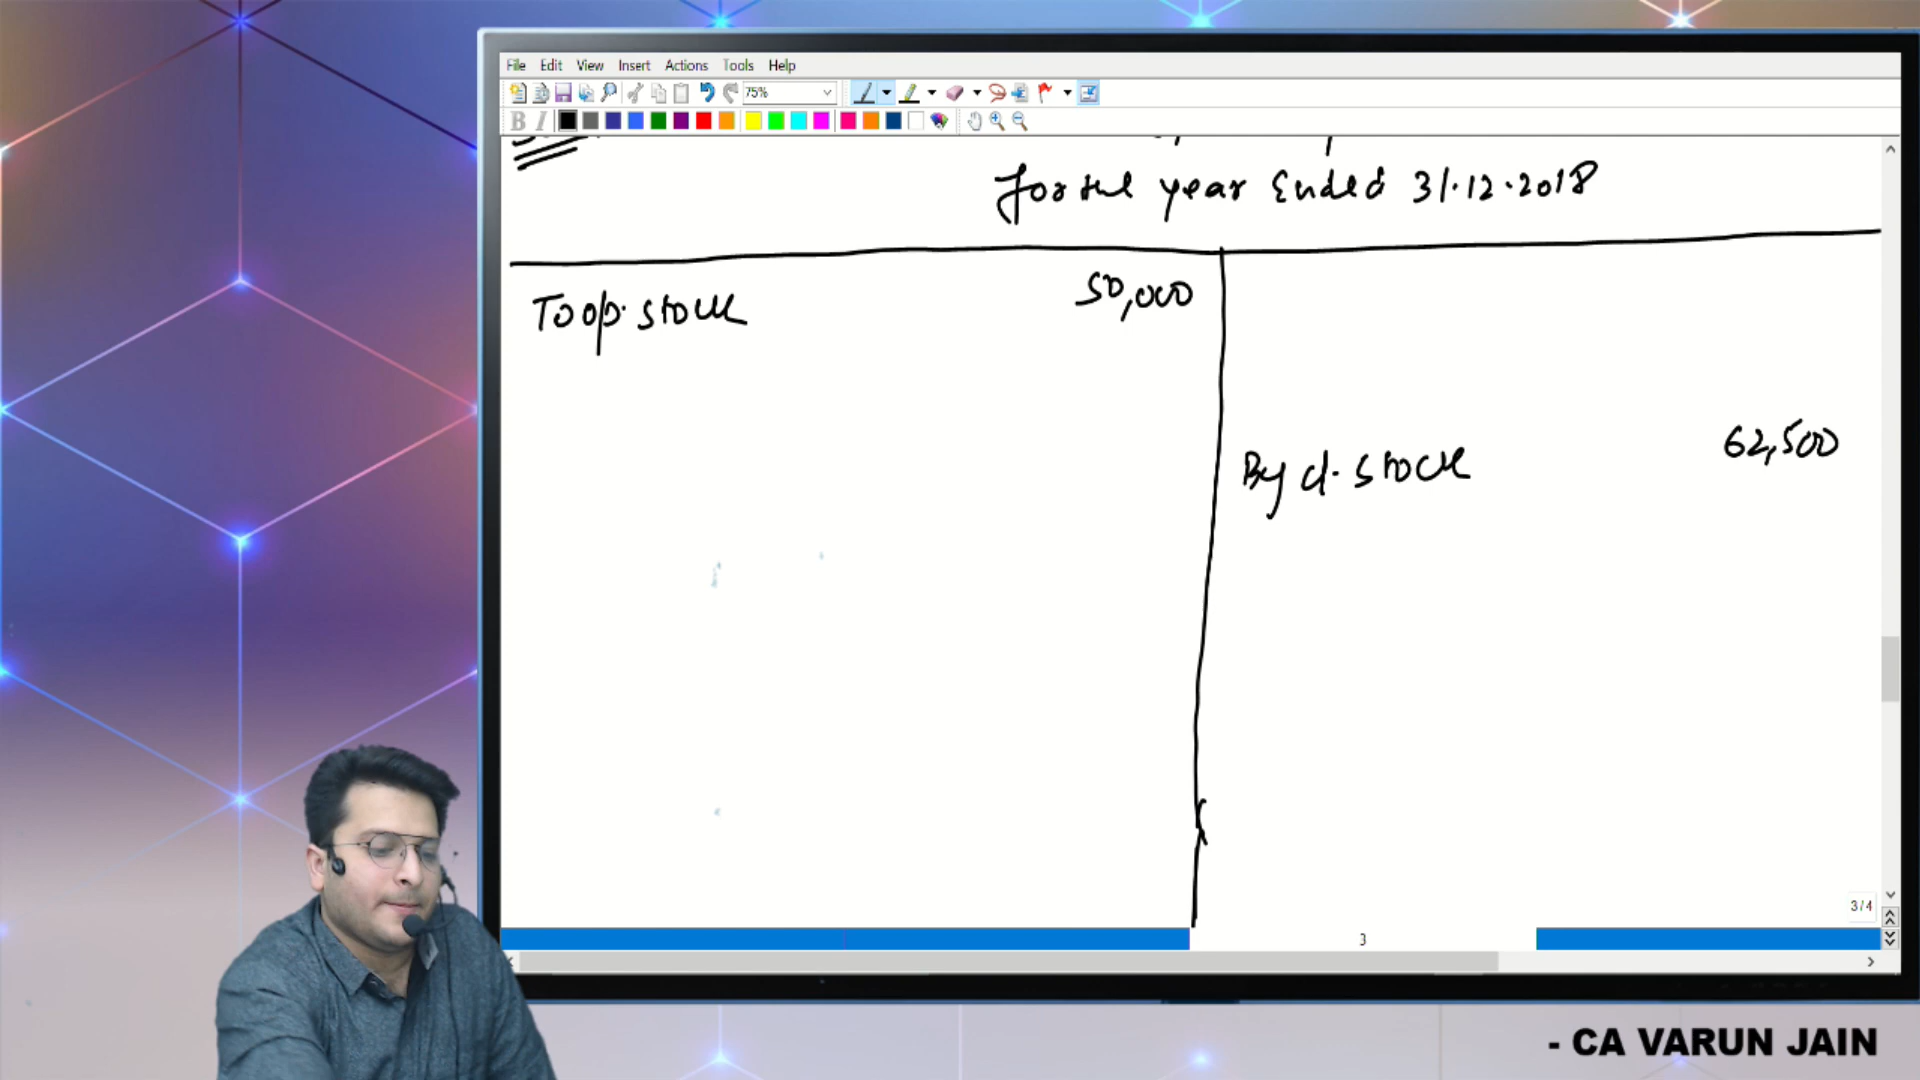 File Edit View Insert Actions Tools Help
75%
B I
for the year Ended 31.12.2018
To op. stock 50,000
By cl. stock 62,500
3/4
3
- CA VARUN JAIN